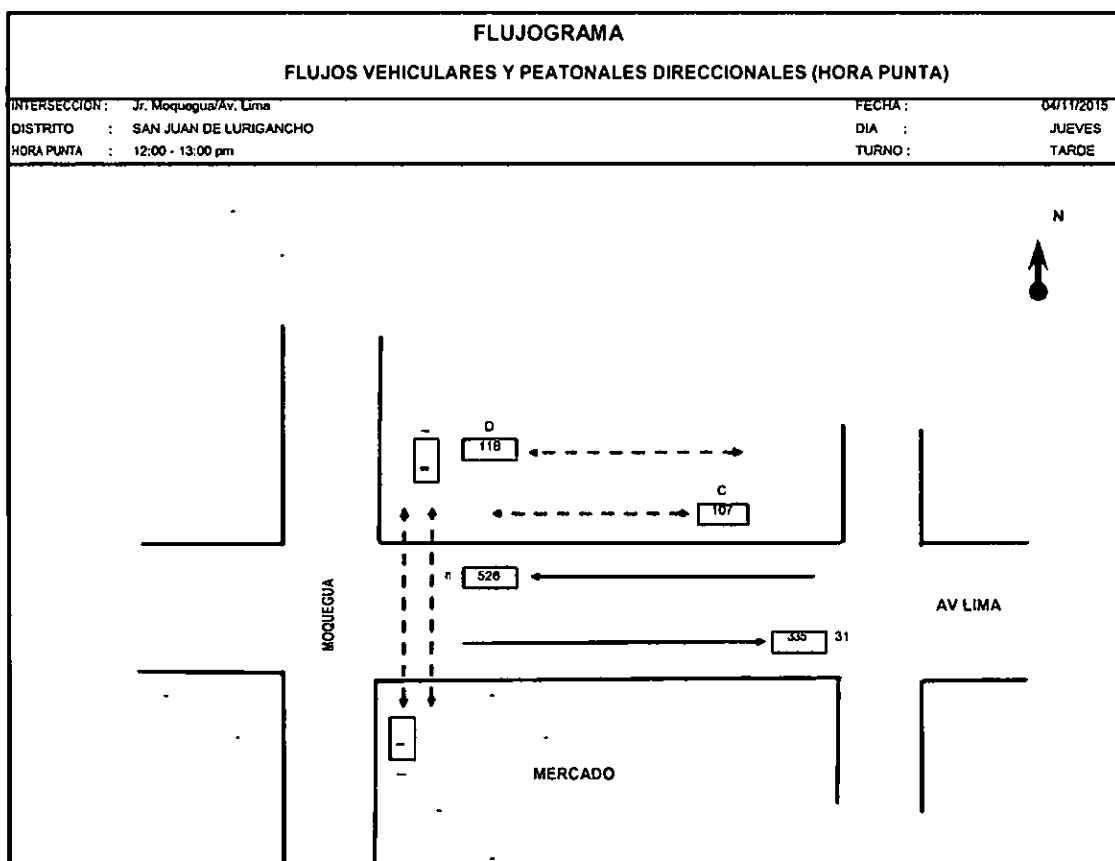 FLUJOGRAMA
FLUJOS VEHICULARES Y PEATONALES DIRECCIONALES (HORA PUNTA)
INTERSECCION : Jr. Moquegua/Av. Lima FECHA : 04/11/2015
DISTRITO : SAN JUAN DE LURIGANCHO DIA : JUEVES
HORA PUNTA : 12:00 - 13:00 pm TURNO : TARDE
N
D
118
C
107
526
MOQUEGUA
AV LIMA
335 31
MERCADO